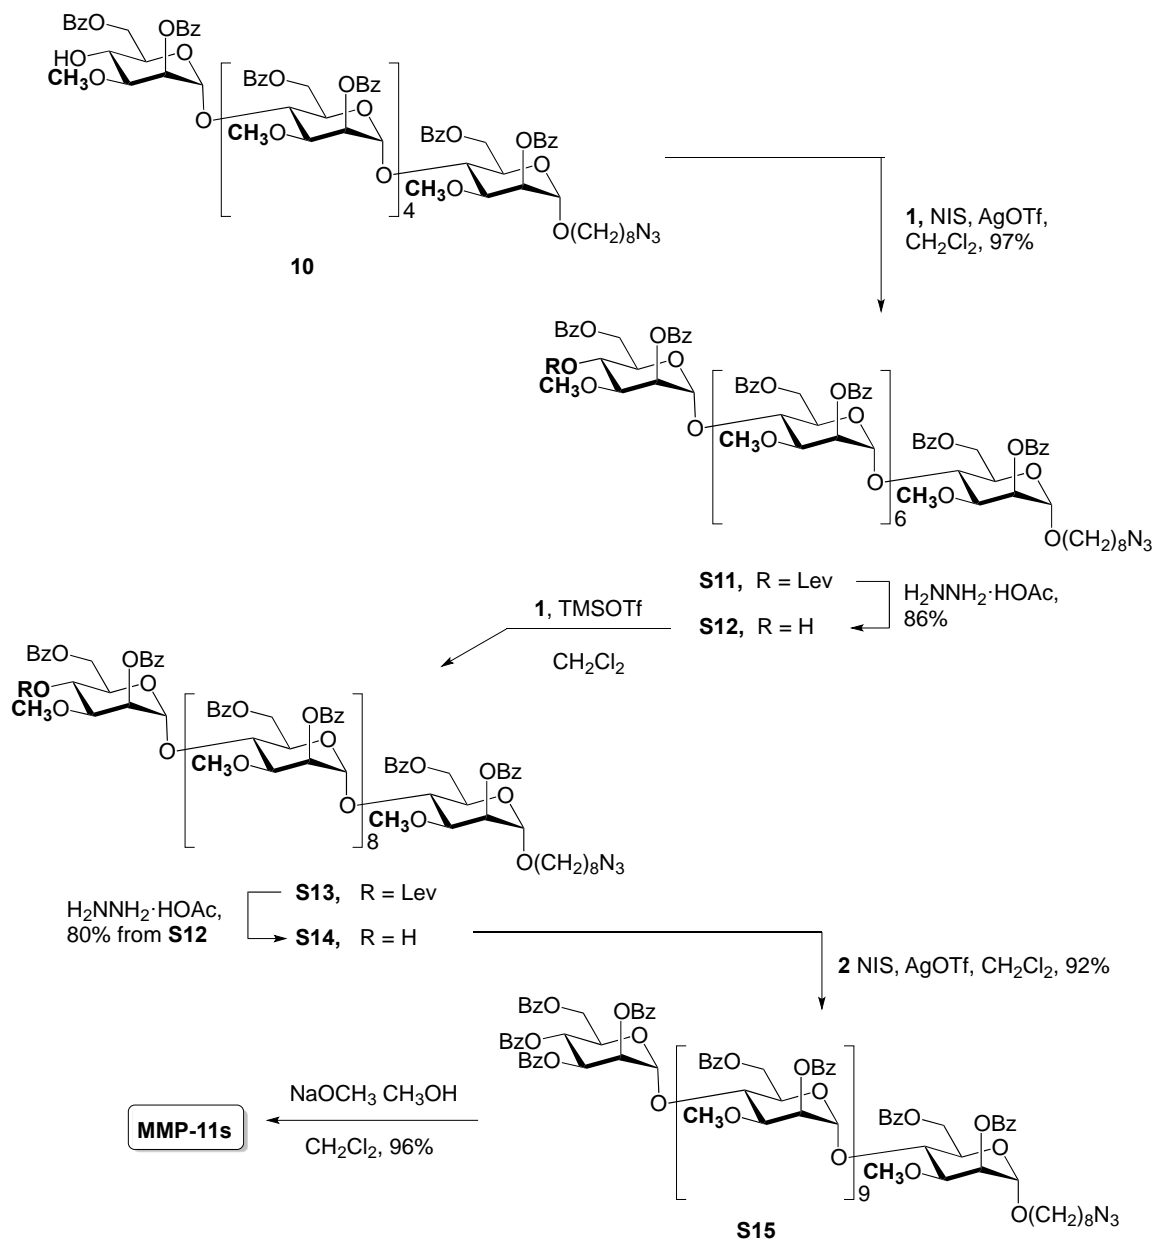 BzO
OBz
O
HO
CH₃O
O
BzO
OBz
O
CH₃O
O
4
BzO
OBz
O
CH₃O
O(CH₂)₈N₃
10
1, NIS, AgOTf,
CH₂Cl₂, 97%
BzO
OBz
O
RO
CH₃O
O
BzO
OBz
O
CH₃O
O
6
BzO
OBz
O
CH₃O
O(CH₂)₈N₃
S11, R = Lev
S12, R = H
H₂NNH₂·HOAc,
86%
1, TMSOTf
CH₂Cl₂
BzO
OBz
O
RO
CH₃O
O
BzO
OBz
O
CH₃O
O
8
BzO
OBz
O
CH₃O
O(CH₂)₈N₃
S13, R = Lev
S14, R = H
H₂NNH₂·HOAc,
80% from S12
2 NIS, AgOTf, CH₂Cl₂, 92%
BzO
OBz
O
BzO
BzO
O
BzO
OBz
O
CH₃O
O
9
BzO
OBz
O
CH₃O
O(CH₂)₈N₃
S15
NaOCH₃ CH₃OH
CH₂Cl₂, 96%
MMP-11s